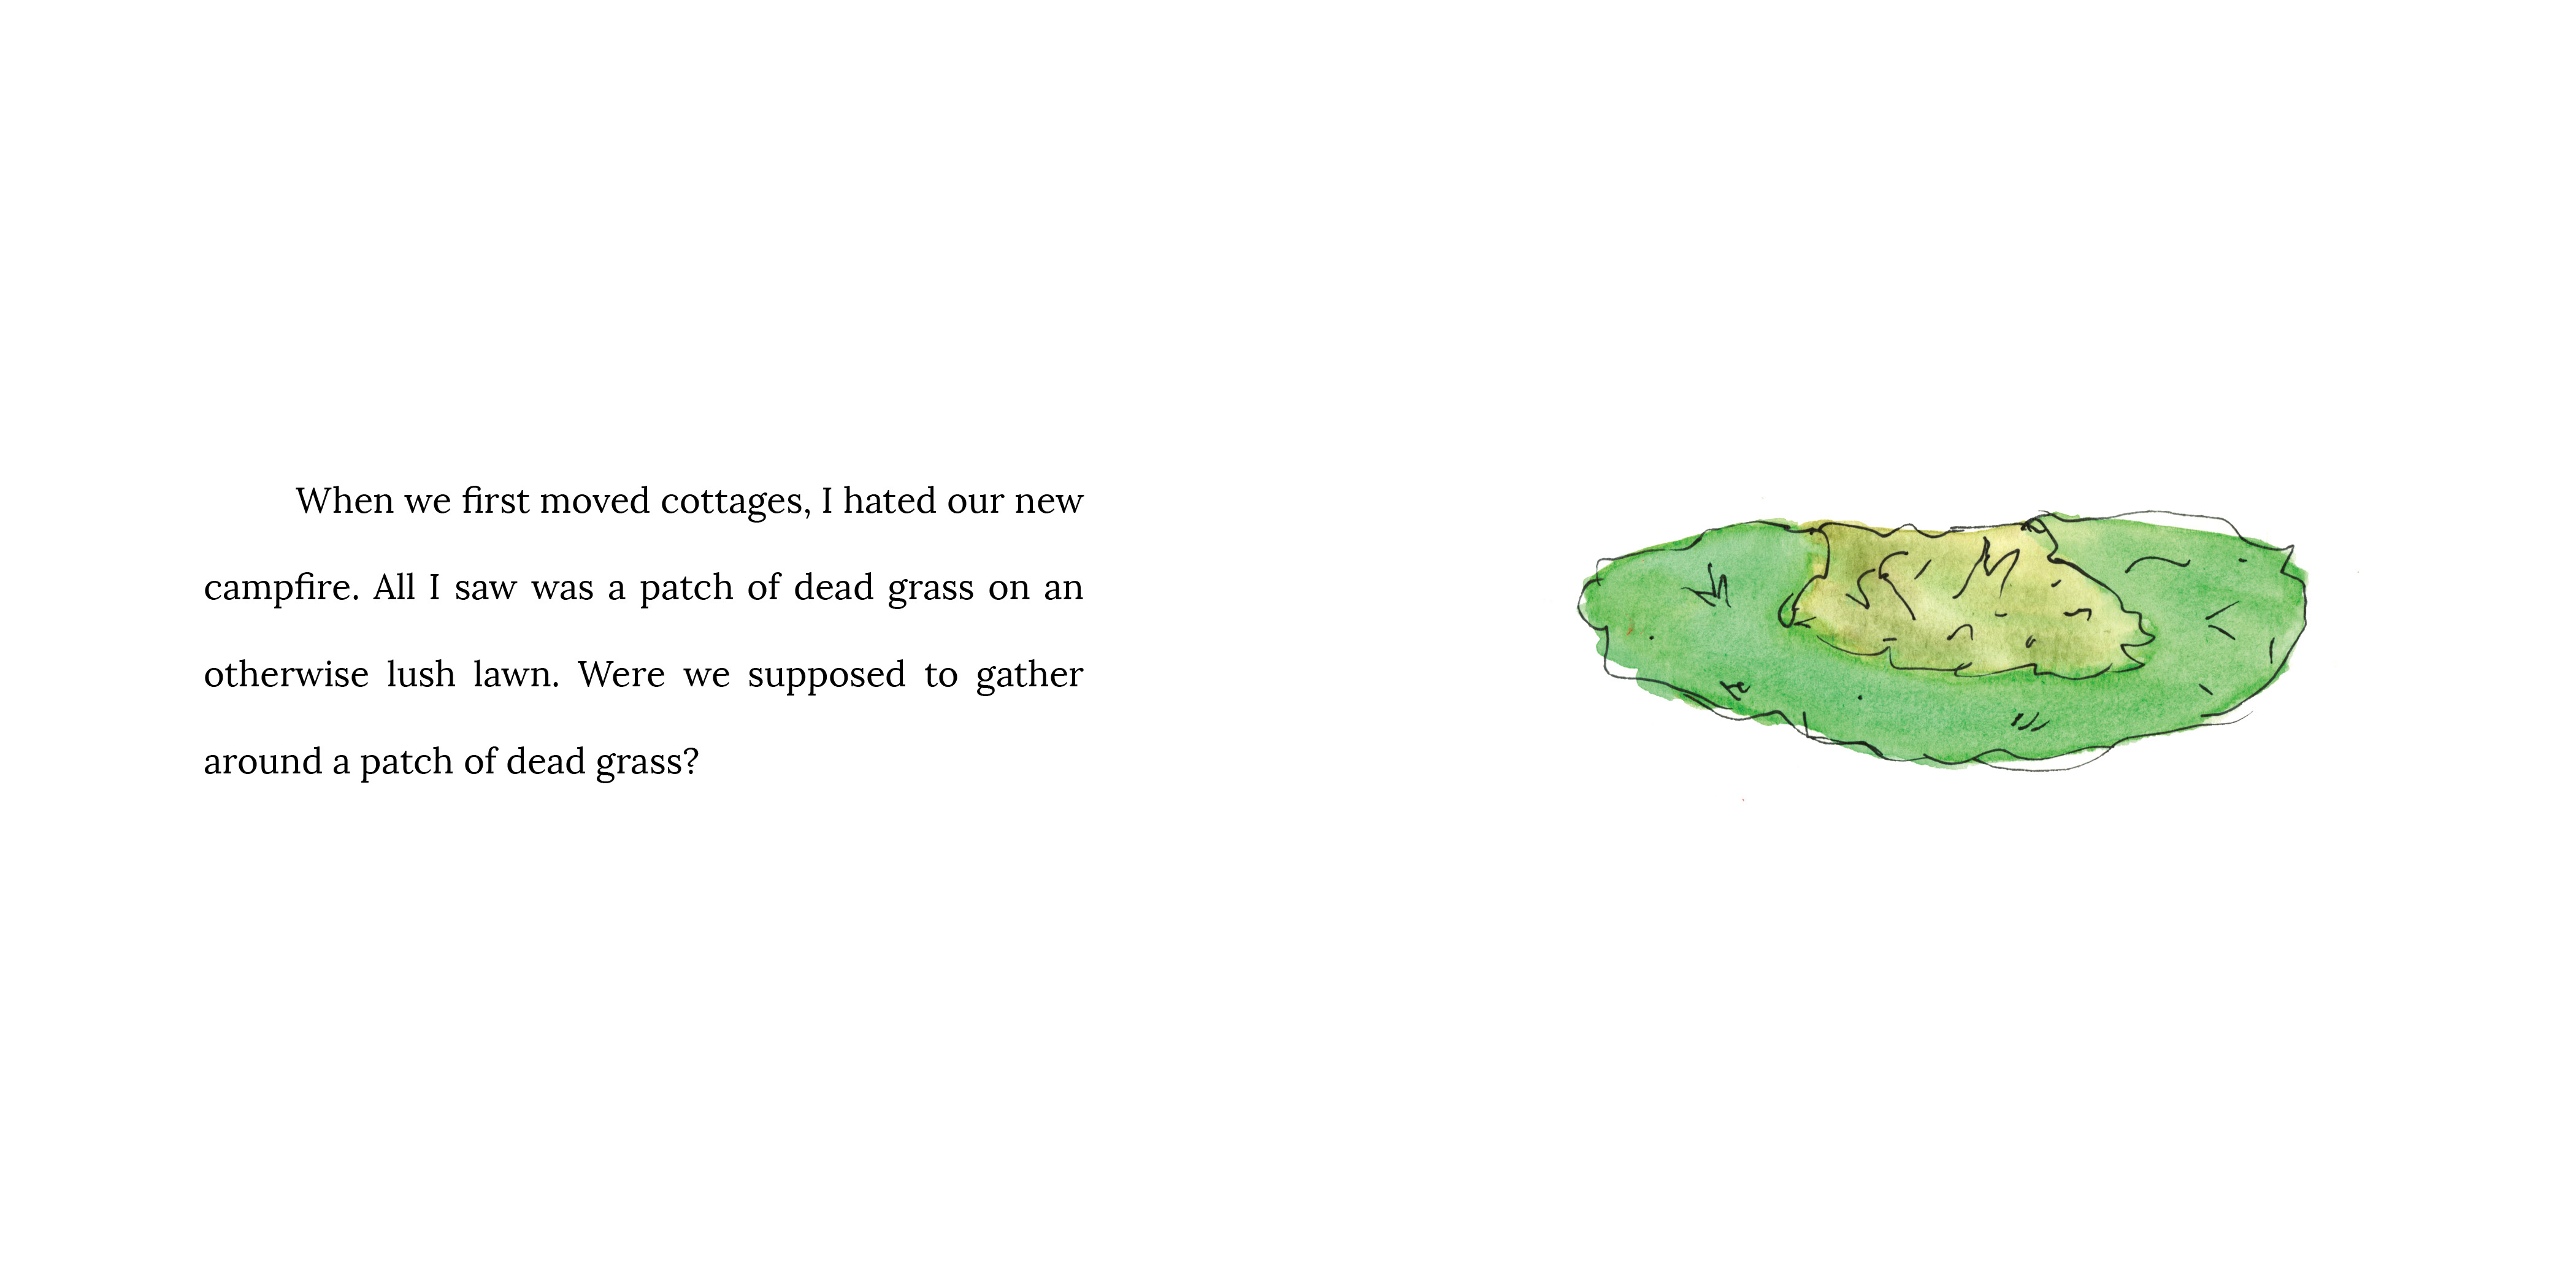 When we first moved cottages, I hated our new
campfire. All I saw was a patch of dead grass on an
otherwise lush lawn. Were we supposed to gather
around a patch of dead grass?